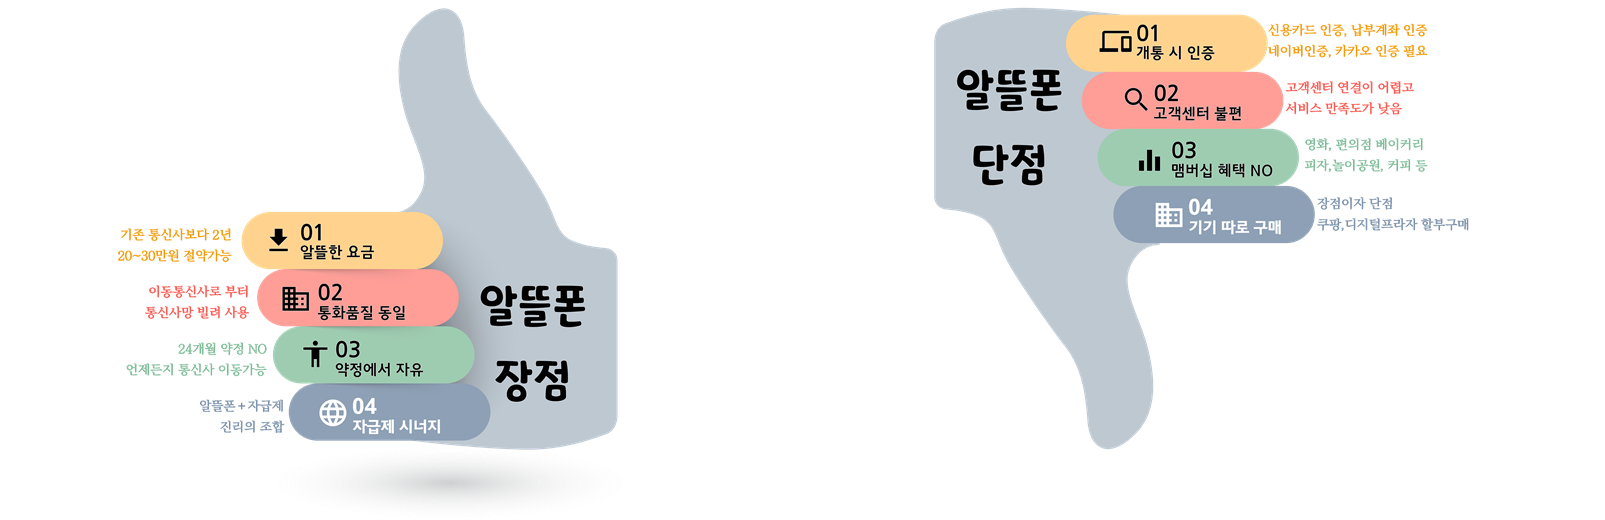 알뜰폰
장점
01
알뜰한 요금
기존 통신사보다 2년
20~30만원 절약가능
02
통화품질 동일
이동통신사로 부터
통신사망 빌려 사용
03
약정에서 자유
24개월 약정 NO
언제든지 통신사 이동가능
04
자급제 시너지
알뜰폰+자급제
진리의 조합
알뜰폰
단점
01
개통 시 인증
신용카드 인증, 납부계좌 인증
네이버인증, 카카오 인증 필요
02
고객센터 불편
고객센터 연결이 어렵고
서비스 만족도가 낮음
03
맴버십 혜택 NO
영화, 편의점 베이커리
피자,놀이공원, 커피 등
04
기기 따로 구매
장점이자 단점
쿠팡,디지털프라자 할부구매